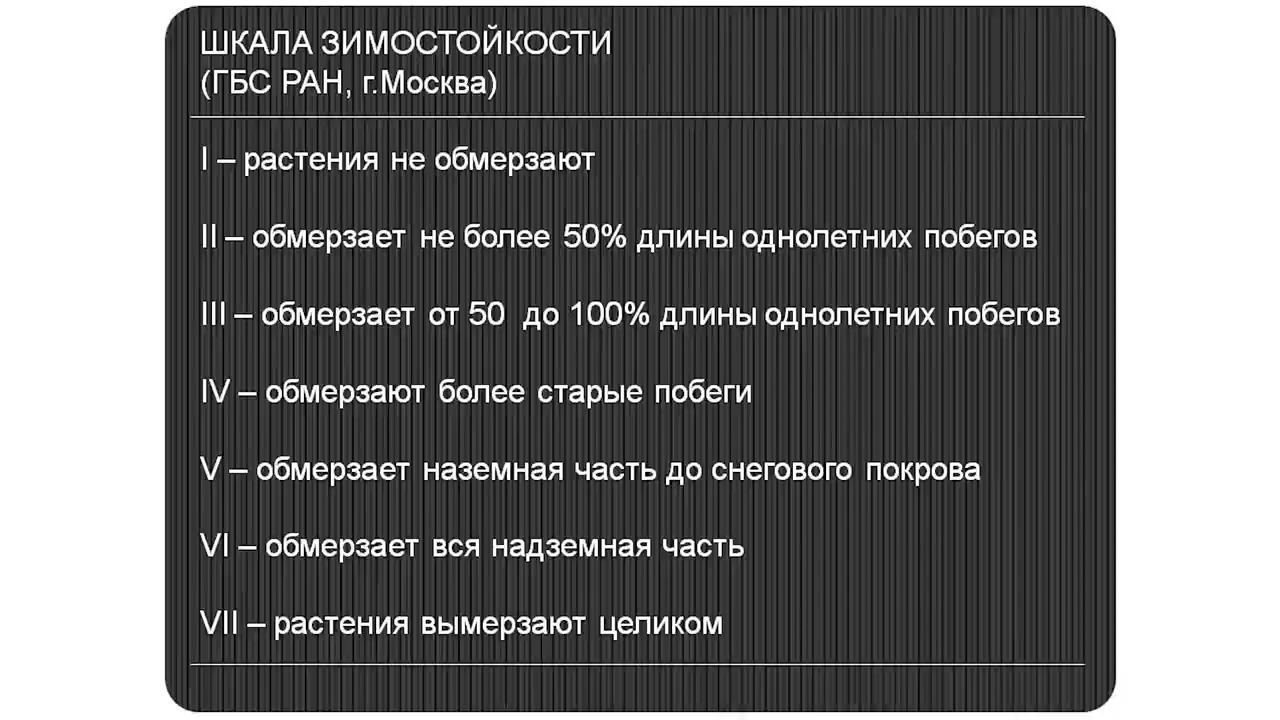 ШКАЛА ЗИМОСТОЙКОСТИ
(ГБС РАН, г.Москва)
I – растения не обмерзают
II – обмерзает не более 50% длины однолетних побегов
III – обмерзает от 50 до 100% длины однолетних побегов
IV – обмерзают более старые побеги
V – обмерзает наземная часть до снегового покрова
VI – обмерзает вся надземная часть
VII – растения вымерзают целиком